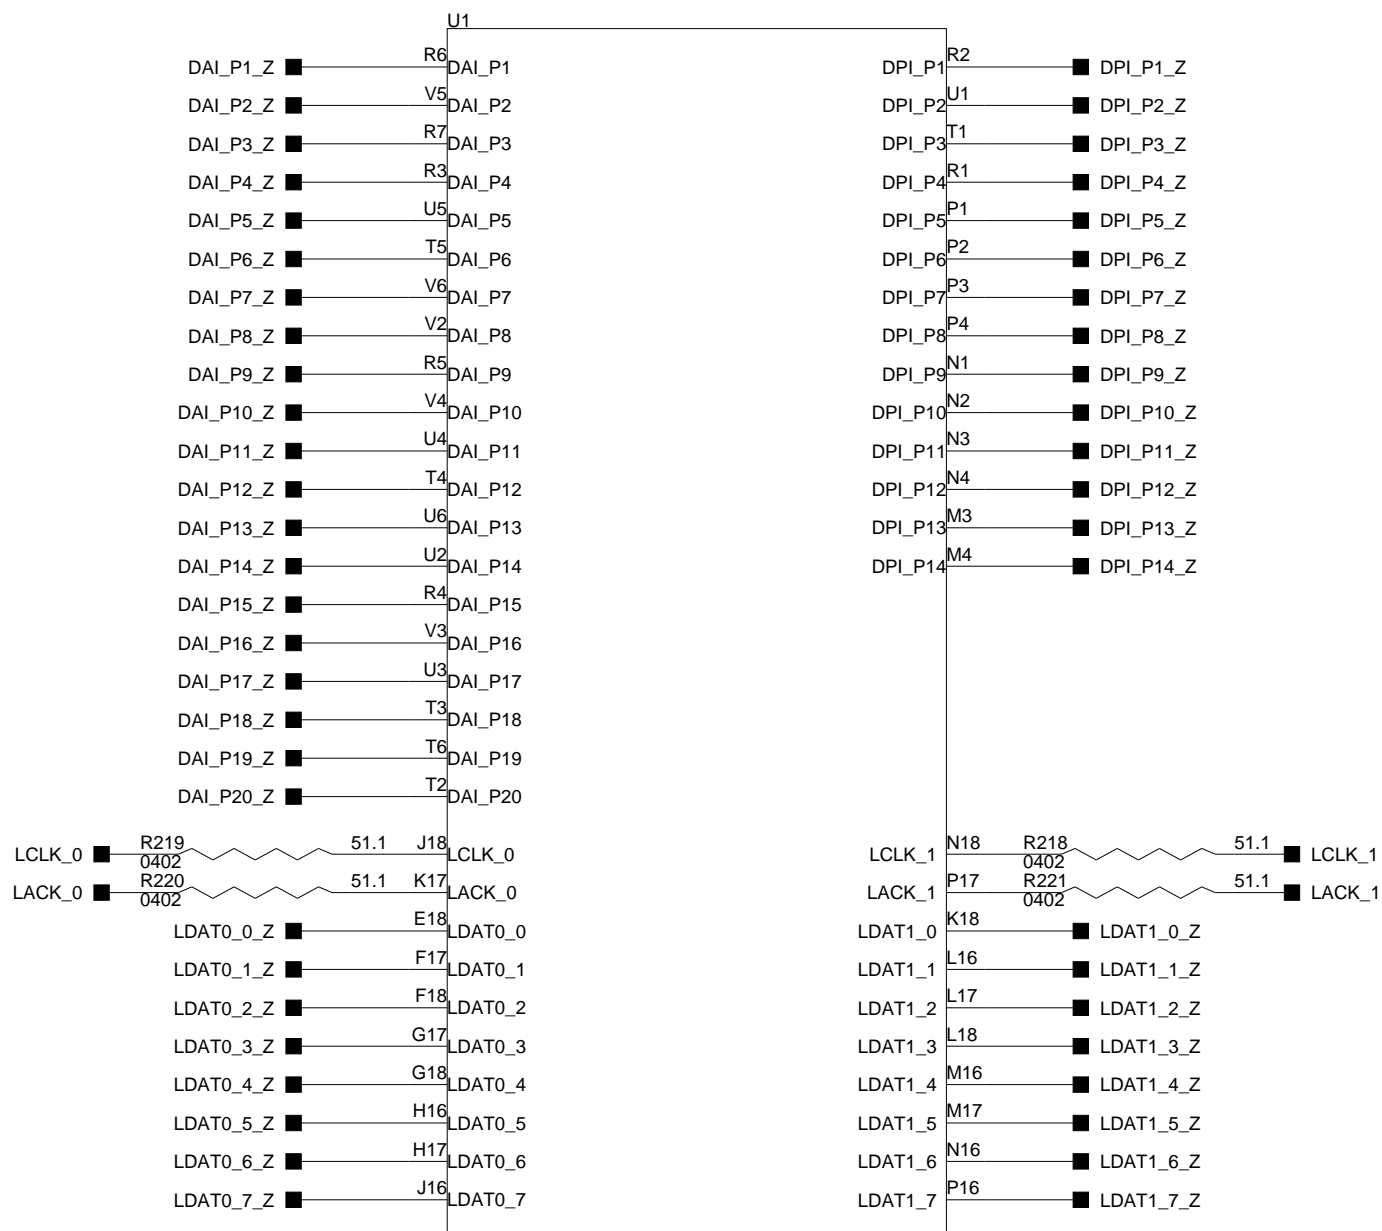 U1
DAI_P1_Z R6 DAI_P1 DPI_P1 R2 DPI_P1_Z
DAI_P2_Z V5 DAI_P2 DPI_P2 U1 DPI_P2_Z
DAI_P3_Z R7 DAI_P3 DPI_P3 T1 DPI_P3_Z
DAI_P4_Z R3 DAI_P4 DPI_P4 R1 DPI_P4_Z
DAI_P5_Z U5 DAI_P5 DPI_P5 P1 DPI_P5_Z
DAI_P6_Z T5 DAI_P6 DPI_P6 P2 DPI_P6_Z
DAI_P7_Z V6 DAI_P7 DPI_P7 P3 DPI_P7_Z
DAI_P8_Z V2 DAI_P8 DPI_P8 P4 DPI_P8_Z
DAI_P9_Z R5 DAI_P9 DPI_P9 N1 DPI_P9_Z
DAI_P10_Z V4 DAI_P10 DPI_P10 N2 DPI_P10_Z
DAI_P11_Z U4 DAI_P11 DPI_P11 N3 DPI_P11_Z
DAI_P12_Z T4 DAI_P12 DPI_P12 N4 DPI_P12_Z
DAI_P13_Z U6 DAI_P13 DPI_P13 M3 DPI_P13_Z
DAI_P14_Z U2 DAI_P14 DPI_P14 M4 DPI_P14_Z
DAI_P15_Z R4 DAI_P15
DAI_P16_Z V3 DAI_P16
DAI_P17_Z U3 DAI_P17
DAI_P18_Z T3 DAI_P18
DAI_P19_Z T6 DAI_P19
DAI_P20_Z T2 DAI_P20
LCLK_0 R219 51.1 J18 LCLK_0 LCLK_1 N18 R218 51.1 LCLK_1
0402 0402
LACK_0 R220 51.1 K17 LACK_0 LACK_1 P17 R221 51.1 LACK_1
0402 0402
LDAT0_0_Z E18 LDAT0_0 LDAT1_0 K18 LDAT1_0_Z
LDAT0_1_Z F17 LDAT0_1 LDAT1_1 L16 LDAT1_1_Z
LDAT0_2_Z F18 LDAT0_2 LDAT1_2 L17 LDAT1_2_Z
LDAT0_3_Z G17 LDAT0_3 LDAT1_3 L18 LDAT1_3_Z
LDAT0_4_Z G18 LDAT0_4 LDAT1_4 M16 LDAT1_4_Z
LDAT0_5_Z H16 LDAT0_5 LDAT1_5 M17 LDAT1_5_Z
LDAT0_6_Z H17 LDAT0_6 LDAT1_6 N16 LDAT1_6_Z
LDAT0_7_Z J16 LDAT0_7 LDAT1_7 P16 LDAT1_7_Z